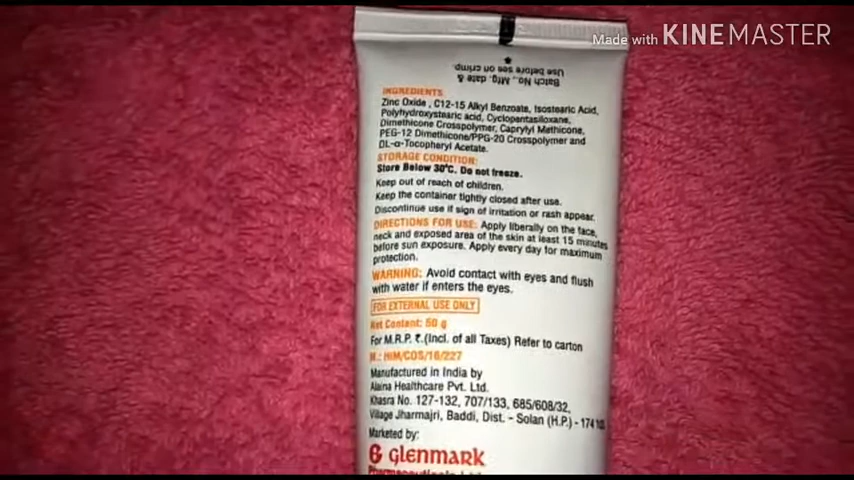 Made with KINEMASTER
Batch No., Mfg. date &
Use before see on crimp
INGREDIENTS
Zinc Oxide , C12-15 Alkyl Benzoate, Isostearic Acid,
Polyhydroxystearic acid, Cyclopentasiloxane,
Dimethicone Crosspolymer, Caprylyl Methicone,
PEG-12 Dimethicone/PPG-20 Crosspolymer and
DL-α-Tocopheryl Acetate.
STORAGE CONDITION:
Store Below 30°C. Do not freeze.
Keep out of reach of children.
Keep the container tightly closed after use.
Discontinue use if sign of irritation or rash appear.
DIRECTIONS FOR USE: Apply liberally on the face,
neck and exposed area of the skin at least 15 minutes
before sun exposure. Apply every day for maximum
protection.
WARNING: Avoid contact with eyes and flush
with water if enters the eyes.
FOR EXTERNAL USE ONLY
Net Content: 50 g
For M.R.P. ₹.(Incl. of all Taxes) Refer to carton
M.: HIM/COS/16/227
Manufactured in India by
Alaina Healthcare Pvt. Ltd.
Khasra No. 127-132, 707/133, 685/608/32,
Village Jharmajri, Baddi, Dist. - Solan (H.P.) - 174
Marketed by:
glenmark
Pharmaceuticals Ltd